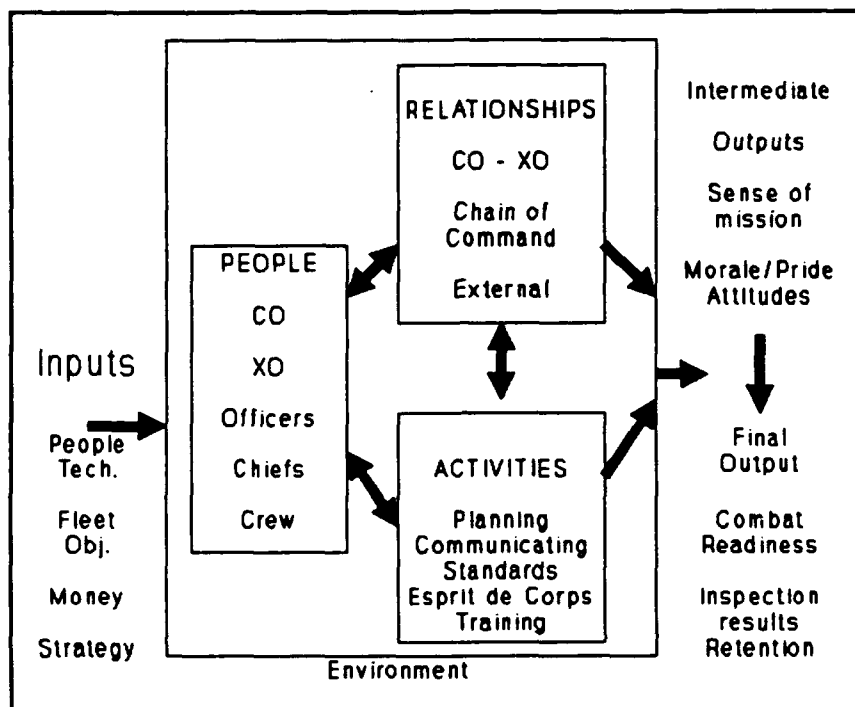 Inputs
People
Tech.
Fleet
Obj.
Money
Strategy
PEOPLE
CO
XO
Officers
Chiefs
Crew
RELATIONSHIPS
CO - XO
Chain of
Command
External
ACTIVITIES
Planning
Communicating
Standards
Esprit de Corps
Training
Environment
Intermediate
Outputs
Sense of
mission
Morale/Pride
Attitudes
Final
Output
Combat
Readiness
Inspection
results
Retention